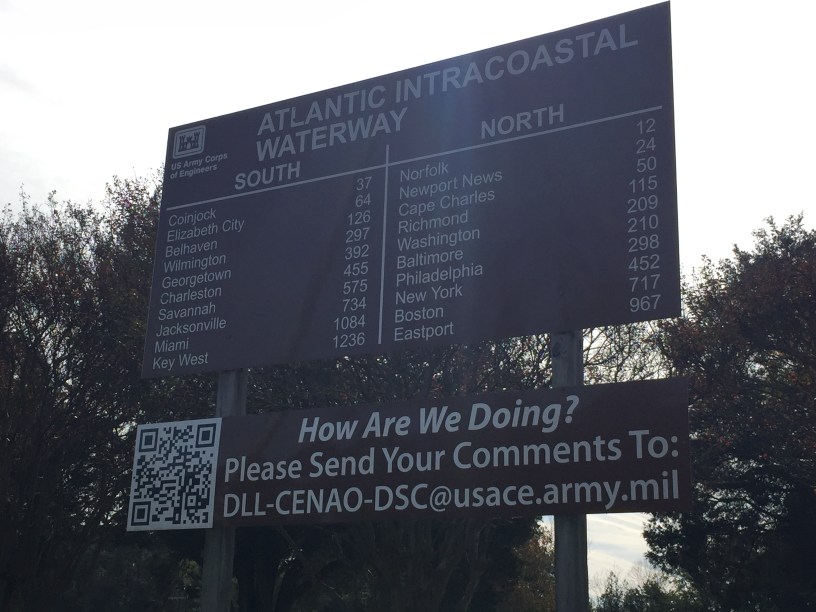 ATLANTIC INTRACOASTAL
WATERWAY
US Army Corps
of Engineers
SOUTH
Coinjock 37
Elizabeth City 64
Belhaven 126
Wilmington 297
Georgetown 392
Charleston 455
Savannah 575
Jacksonville 734
Miami 1084
Key West 1236
NORTH
Norfolk 12
Newport News 24
Cape Charles 50
Richmond 115
Washington 209
Baltimore 210
Philadelphia 298
New York 452
Boston 717
Eastport 967
How Are We Doing?
Please Send Your Comments To:
DLL-CENAO-DSC@usace.army.mil